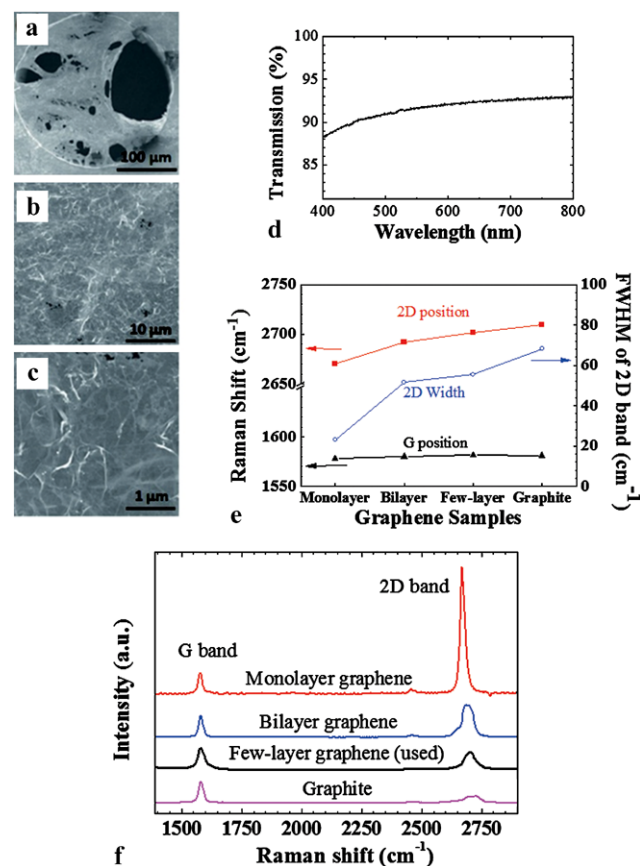 a
100 µm
b
10 µm
c
1 µm
Transmission (%)
100
95
90
85
400 500 600 700 800
Wavelength (nm)
d
Raman Shift (cm-1)
2750
2700
2650
1600
1550
2D position
2D Width
G position
100
80
60
40
20
0
FWHM of 2D band (cm-1)
Monolayer Bilayer Few-layer Graphite
Graphene Samples
e
Intensity (a.u.)
2D band
G band
Monolayer graphene
Bilayer graphene
Few-layer graphene (used)
Graphite
1500 1750 2000 2250 2500 2750
Raman shift (cm-1)
f